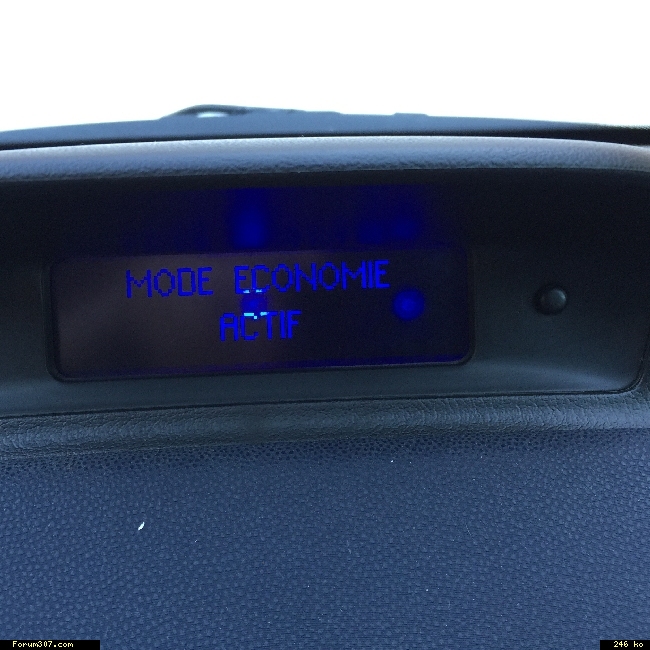 MODE ECONOMIE
ACTIF
Forum307.com
246 ko